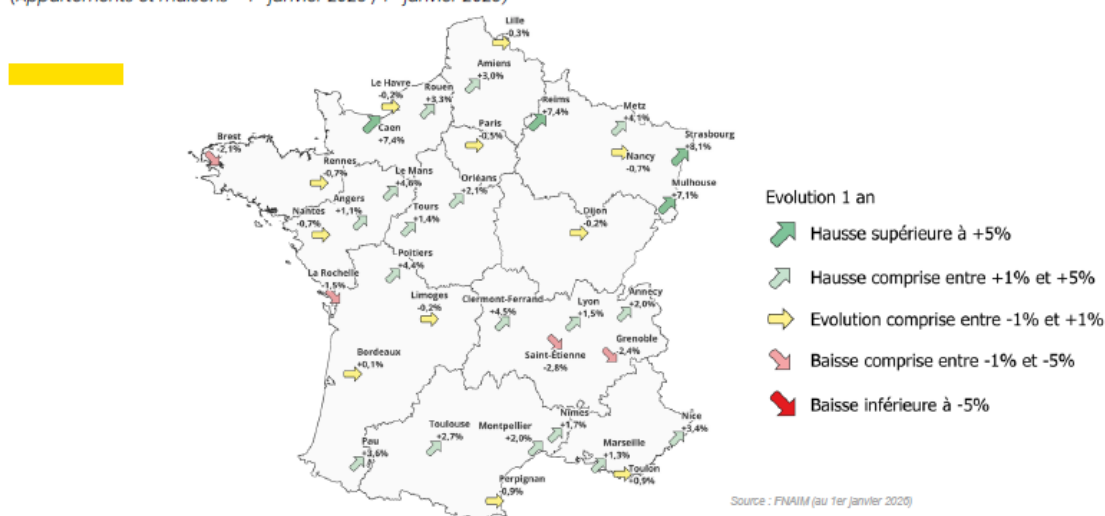 Lille
-0,3%
Amiens
+3,0%
Le Havre
-0,2%
Rouen
+3,3%
Caen
+7,4%
Reims
+7,4%
Metz
+4,1%
Paris
-0,5%
Nancy
-0,7%
Strasbourg
+8,1%
Mulhouse
+7,1%
Brest
-2,1%
Rennes
-0,7%
Le Mans
+4,6%
Orléans
+2,1%
Angers
+1,1%
Nantes
-0,7%
Tours
+1,4%
Dijon
-0,2%
Poitiers
+4,4%
La Rochelle
-1,5%
Limoges
-0,2%
Clermont-Ferrand
+4,5%
Lyon
+1,5%
Annecy
+2,0%
Saint-Étienne
-2,8%
Grenoble
-2,4%
Bordeaux
+0,1%
Pau
+3,6%
Toulouse
+2,7%
Montpellier
+2,0%
Nîmes
+1,7%
Marseille
+1,3%
Nice
+3,4%
Toulon
+0,9%
Perpignan
-0,9%
Evolution 1 an
Hausse supérieure à +5%
Hausse comprise entre +1% et +5%
Evolution comprise entre -1% et +1%
Baisse comprise entre -1% et -5%
Baisse inférieure à -5%
Source : FNAIM (au 1er janvier 2026)